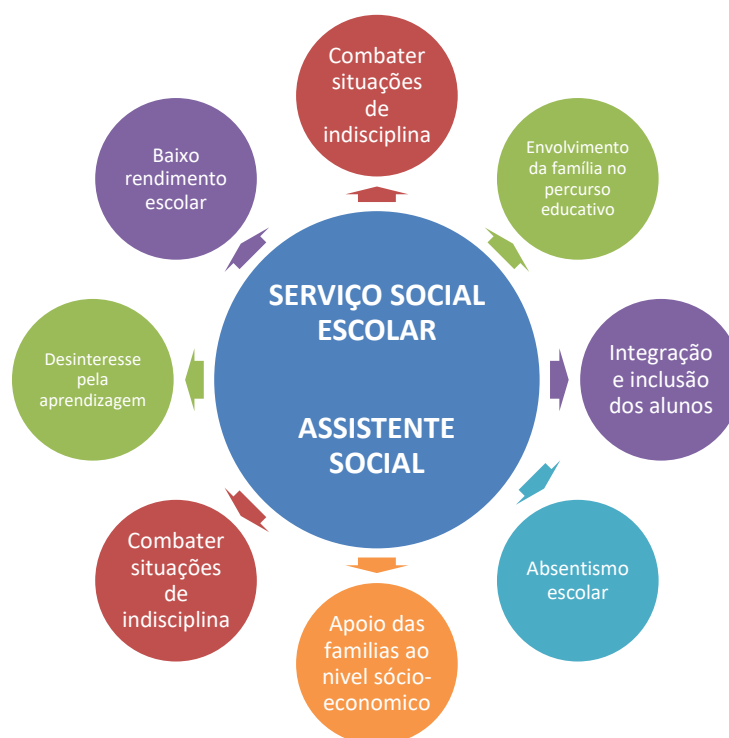 Combater
situações
de
indisciplina
Envolvimento
da família no
percurso
educativo
Integração
e inclusão
dos alunos
Absentismo
escolar
Apoio das
familias ao
nivel sócio-
economico
Combater
situações
de
indisciplina
Desinteresse
pela
aprendizagem
Baixo
rendimento
escolar
SERVIÇO SOCIAL
ESCOLAR
ASSISTENTE
SOCIAL